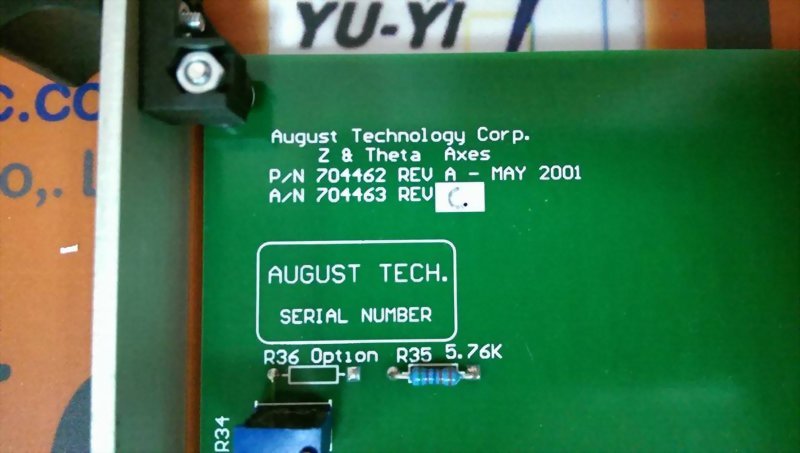 YU-YI
c.co
o,.
August Technology Corp.
Z & Theta Axes
P/N 704462 REV A - MAY 2001
A/N 704463 REV C.
AUGUST TECH.
SERIAL NUMBER
R36 Option R35 5.76K
R34